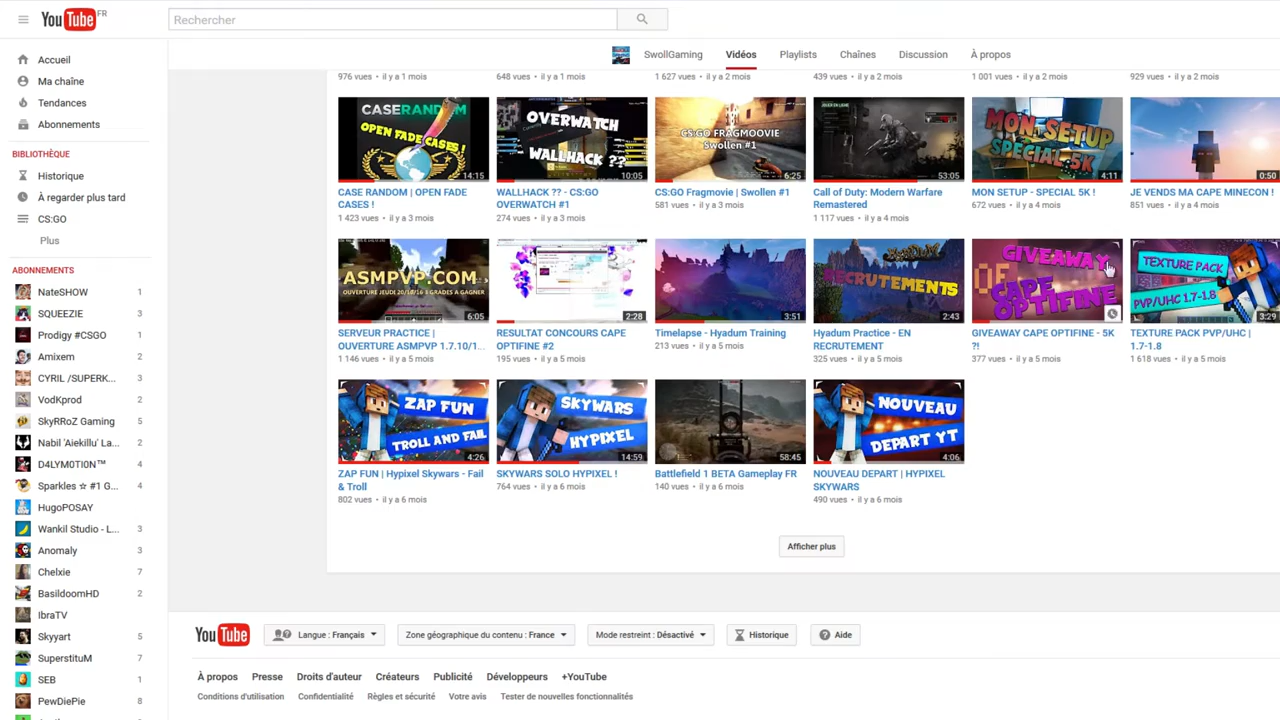 YouTube FR
Rechercher
SwollGaming Vidéos Playlists Chaînes Discussion À propos
Accueil
Ma chaîne
Tendances
Abonnements
BIBLIOTHÈQUE
Historique
À regarder plus tard
CS:GO
Plus
ABONNEMENTS
NateSHOW 1
SQUEEZIE 3
Prodigy #CSGO 1
Amixem 2
CYRIL /SUPERK... 3
VodKprod 1
SkyRRoZ Gaming 5
Nabil 'Aiekillu' La... 2
D4LYM0TI0N™ 4
Sparkles ☆ #1 G... 4
HugoPOSAY
Wankil Studio - L... 3
Anomaly 3
Chelxie 7
BasildoomHD 2
IbraTV
Skyyart 5
SuperstituM 7
SEB 1
PewDiePie 8
976 vues • il y a 1 mois
648 vues • il y a 1 mois
1 627 vues • il y a 2 mois
439 vues • il y a 2 mois
1 001 vues • il y a 2 mois
929 vues • il y a 2 mois
CASERANDOM
OPEN FADE
CASES !
14:15
OVERWATCH
WALLHACK ??
10:05
CS:GO FRAGMOOVIE
Swollen #1
6:25
JOUER EN LIGNE
53:05
MON SETUP
SPECIAL 5K
4:11
0:50
CASE RANDOM | OPEN FADE
CASES !
1 423 vues • il y a 3 mois
WALLHACK ?? - CS:GO
OVERWATCH #1
274 vues • il y a 3 mois
CS:GO Fragmovie | Swollen #1
581 vues • il y a 3 mois
Call of Duty: Modern Warfare
Remastered
1 117 vues • il y a 4 mois
MON SETUP - SPECIAL 5K !
672 vues • il y a 4 mois
JE VENDS MA CAPE MINECON !
851 vues • il y a 4 mois
ASMPVP.COM
6:05
2:28
3:51
RECRUTEMENTS
2:43
GIVEAWAY
CAPE
OPTIFINE
TEXTURE PACK
PVP/UHC 1.7-1.8
3:29
SERVEUR PRACTICE |
OUVERTURE ASMPVP 1.7.10/1...
1 146 vues • il y a 5 mois
RESULTAT CONCOURS CAPE
OPTIFINE #2
195 vues • il y a 5 mois
Timelapse - Hyadum Training
213 vues • il y a 5 mois
Hyadum Practice - EN
RECRUTEMENT
325 vues • il y a 5 mois
GIVEAWAY CAPE OPTIFINE - 5K
?!
377 vues • il y a 5 mois
TEXTURE PACK PVP/UHC |
1.7-1.8
1 618 vues • il y a 5 mois
ZAP FUN
TROLL AND FAIL
4:26
SKYWARS
HYPIXEL
14:59
58:45
NOUVEAU
DEPART YT
4:06
ZAP FUN | Hypixel Skywars - Fail
& Troll
802 vues • il y a 6 mois
SKYWARS SOLO HYPIXEL !
764 vues • il y a 6 mois
Battlefield 1 BETA Gameplay FR
140 vues • il y a 6 mois
NOUVEAU DEPART | HYPIXEL
SKYWARS
490 vues • il y a 6 mois
Afficher plus
YouTube
Langue : Français
Zone géographique du contenu : France
Mode restreint : Désactivé
Historique
Aide
À propos Presse Droits d'auteur Créateurs Publicité Développeurs +YouTube
Conditions d'utilisation Confidentialité Règles et sécurité Votre avis Tester de nouvelles fonctionnalités